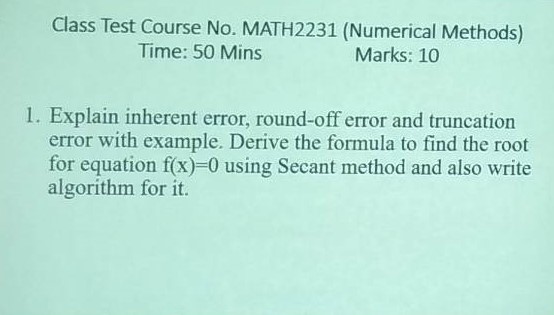 Class Test Course No. MATH2231 (Numerical Methods)
Time: 50 Mins Marks: 10
1. Explain inherent error, round-off error and truncation
error with example. Derive the formula to find the root
for equation f(x)=0 using Secant method and also write
algorithm for it.